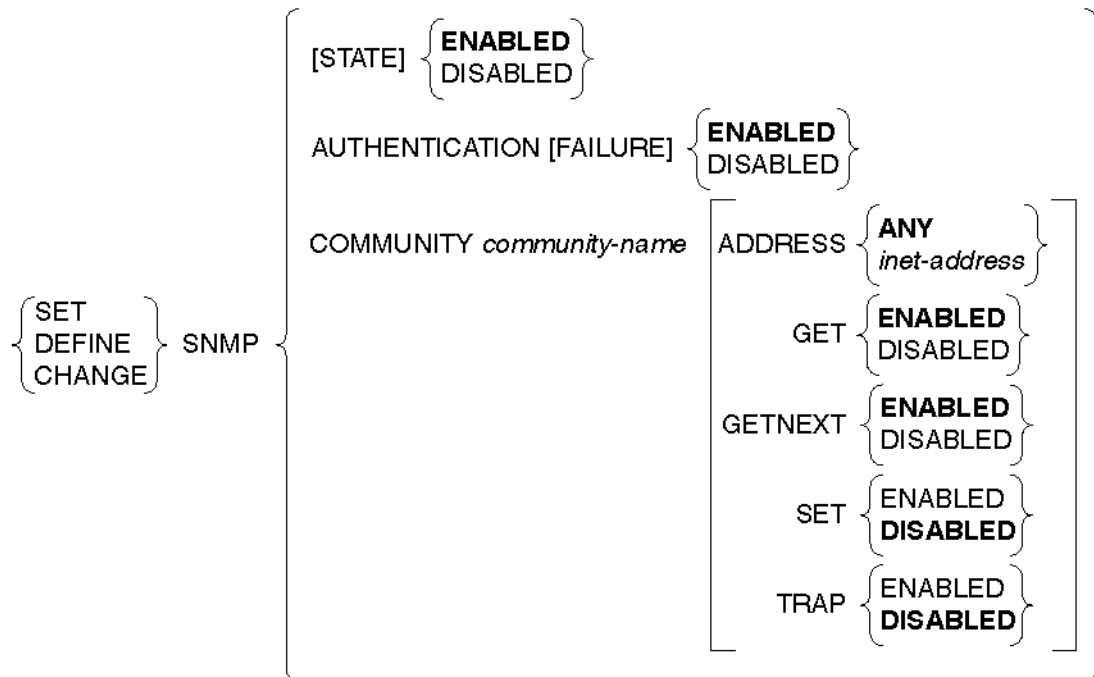 [STATE] ENABLED
DISABLED
AUTHENTICATION [FAILURE] ENABLED
DISABLED
COMMUNITY community-name
ADDRESS ANY
inet-address
SET
DEFINE
CHANGE
SNMP
GET ENABLED
DISABLED
GETNEXT ENABLED
DISABLED
SET ENABLED
DISABLED
TRAP ENABLED
DISABLED